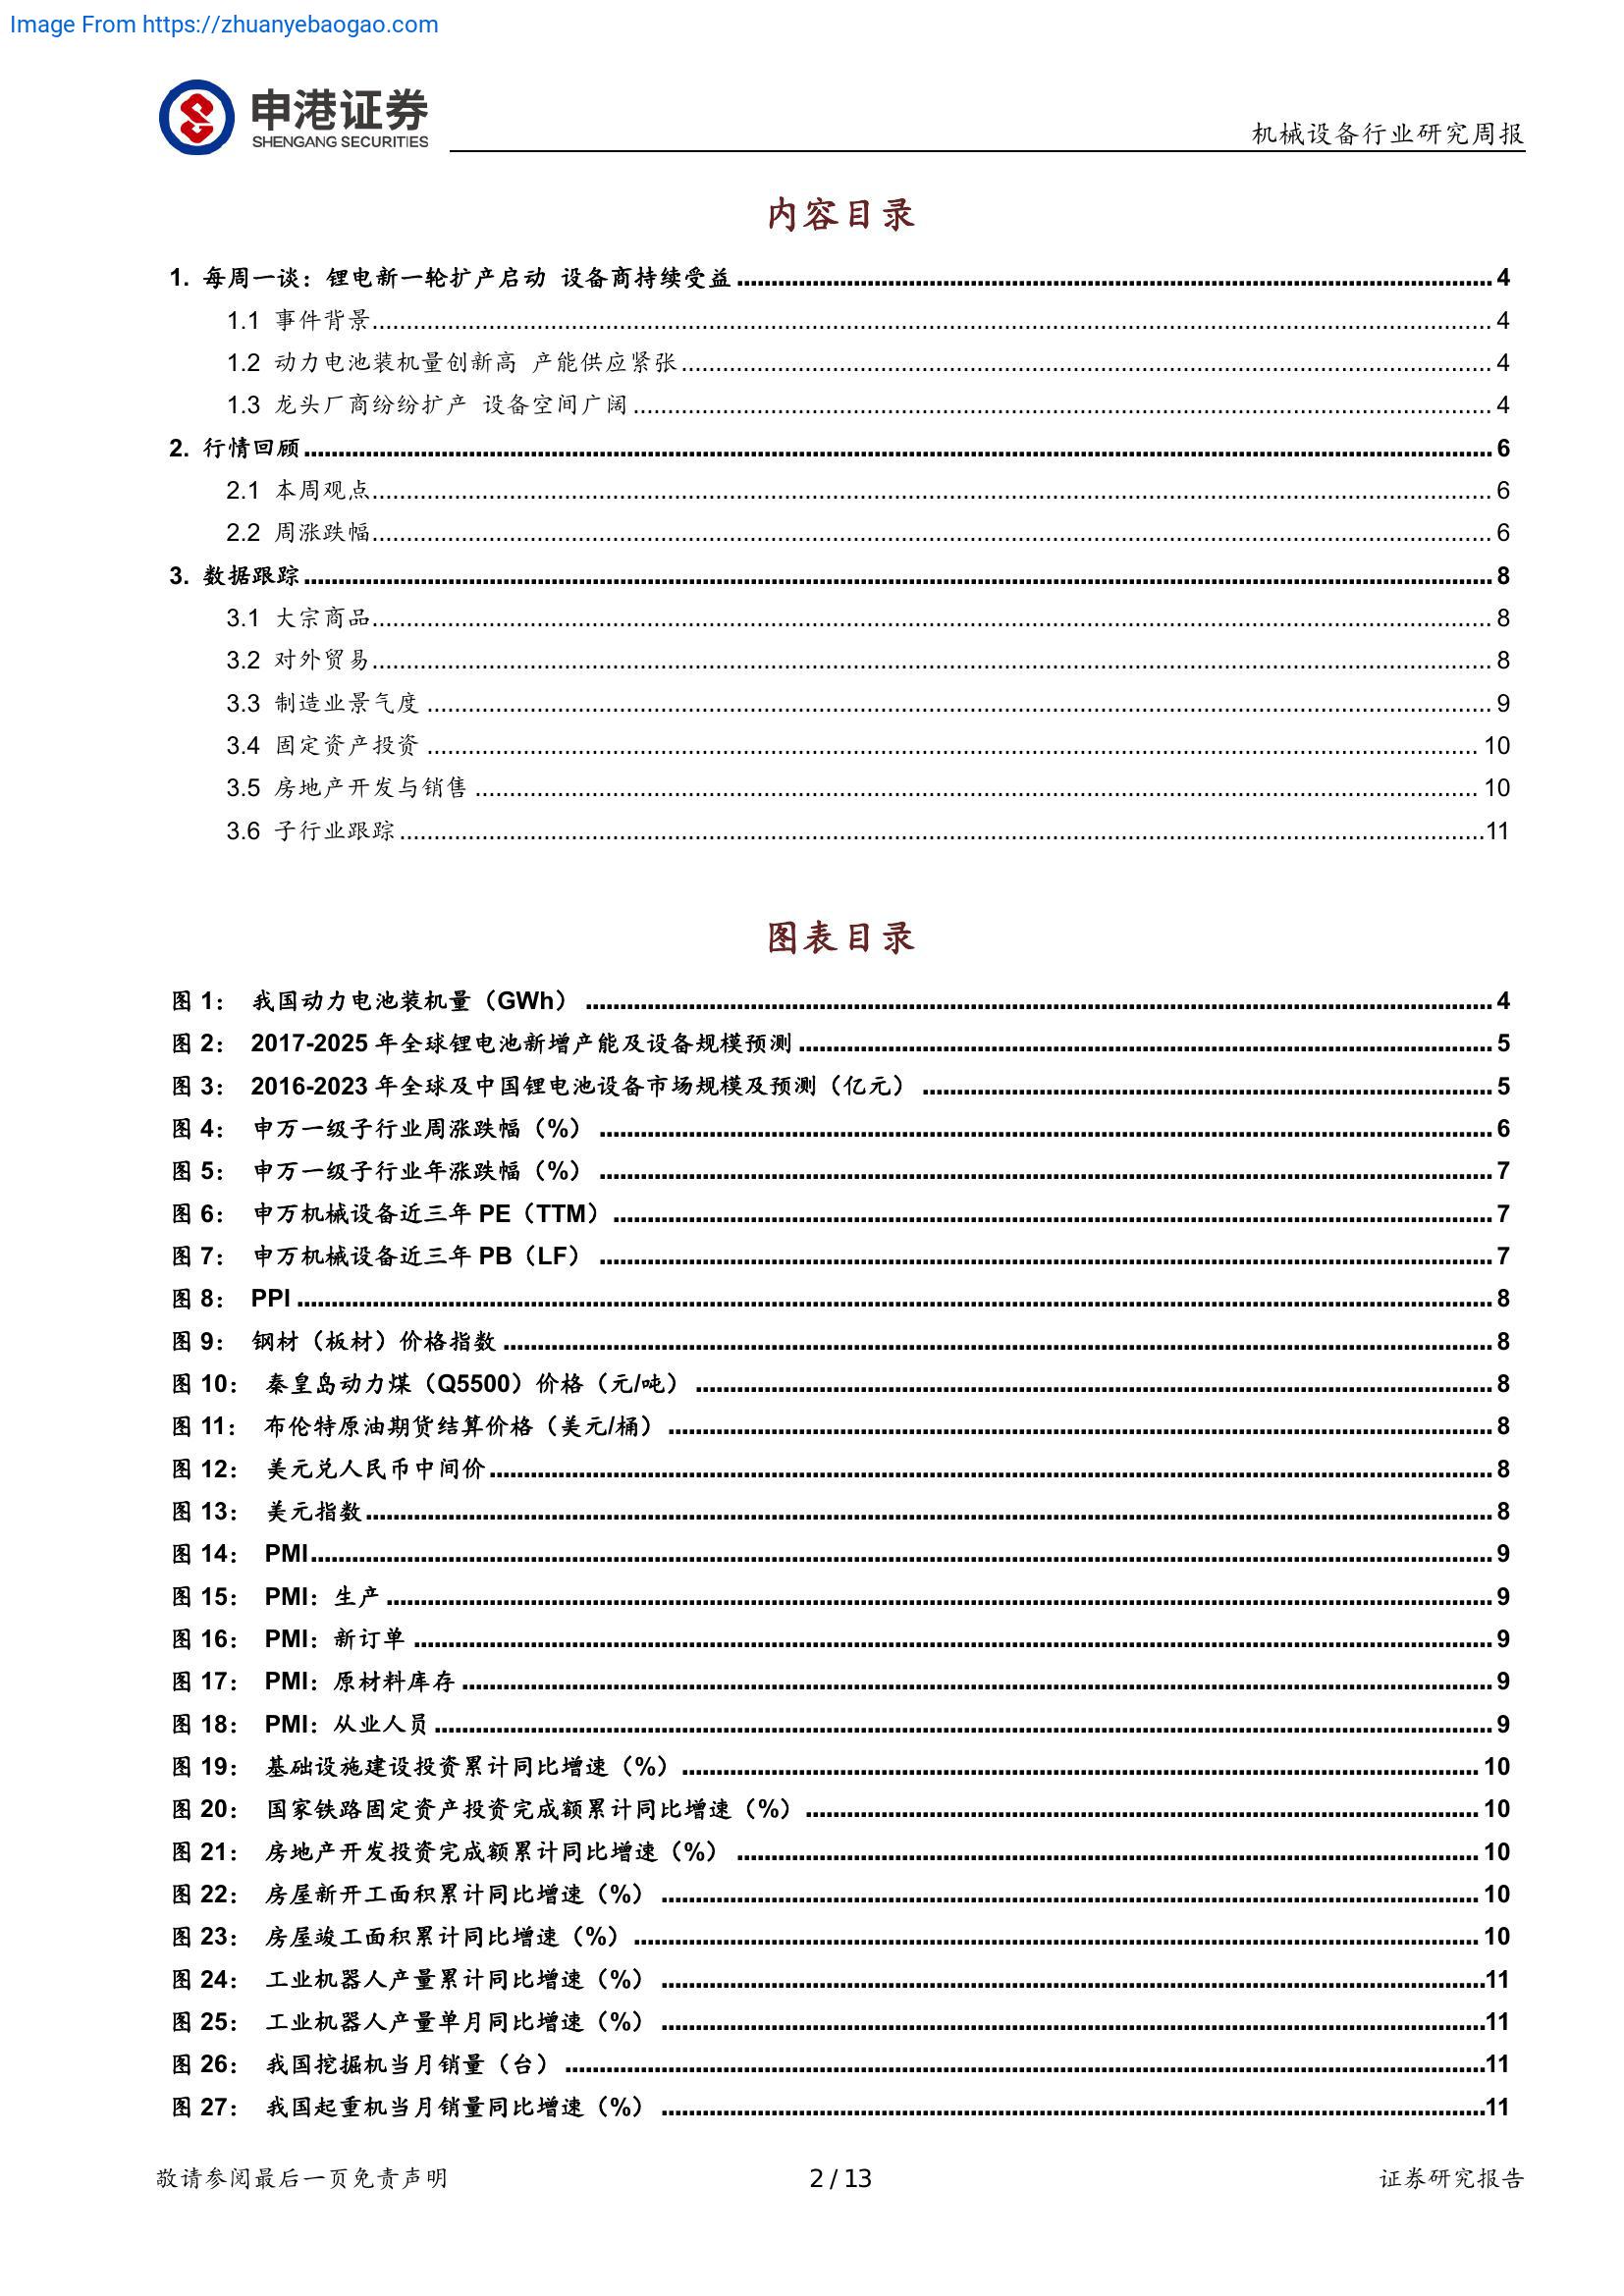 Image From https://zhuanyebaogao.com
申港证券
SHENGANG SECURITIES
机械设备行业研究周报
内容目录
1. 每周一谈：锂电新一轮扩产启动 设备商持续受益 ........ 4
1.1 事件背景 ........ 4
1.2 动力电池装机量创新高 产能供应紧张 ........ 4
1.3 龙头厂商纷纷扩产 设备空间广阔 ........ 4
2. 行情回顾 ........ 6
2.1 本周观点 ........ 6
2.2 周涨跌幅 ........ 6
3. 数据跟踪 ........ 8
3.1 大宗商品 ........ 8
3.2 对外贸易 ........ 8
3.3 制造业景气度 ........ 9
3.4 固定资产投资 ........ 10
3.5 房地产开发与销售 ........ 10
3.6 子行业跟踪 ........ 11
图表目录
图 1： 我国动力电池装机量（GWh） ........ 4
图 2： 2017-2025 年全球锂电池新增产能及设备规模预测 ........ 5
图 3： 2016-2023 年全球及中国锂电池设备市场规模及预测（亿元） ........ 5
图 4： 申万一级子行业周涨跌幅（%） ........ 6
图 5： 申万一级子行业年涨跌幅（%） ........ 7
图 6： 申万机械设备近三年 PE（TTM） ........ 7
图 7： 申万机械设备近三年 PB（LF） ........ 7
图 8： PPI ........ 8
图 9： 钢材（板材）价格指数 ........ 8
图 10： 秦皇岛动力煤（Q5500）价格（元/吨） ........ 8
图 11： 布伦特原油期货结算价格（美元/桶） ........ 8
图 12： 美元兑人民币中间价 ........ 8
图 13： 美元指数 ........ 8
图 14： PMI ........ 9
图 15： PMI：生产 ........ 9
图 16： PMI：新订单 ........ 9
图 17： PMI：原材料库存 ........ 9
图 18： PMI：从业人员 ........ 9
图 19： 基础设施建设投资累计同比增速（%） ........ 10
图 20： 国家铁路固定资产投资完成额累计同比增速（%） ........ 10
图 21： 房地产开发投资完成额累计同比增速（%） ........ 10
图 22： 房屋新开工面积累计同比增速（%） ........ 10
图 23： 房屋竣工面积累计同比增速（%） ........ 10
图 24： 工业机器人产量累计同比增速（%） ........ 11
图 25： 工业机器人产量单月同比增速（%） ........ 11
图 26： 我国挖掘机当月销量（台） ........ 11
图 27： 我国起重机当月销量同比增速（%） ........ 11
敬请参阅最后一页免责声明 2 / 13 证券研究报告